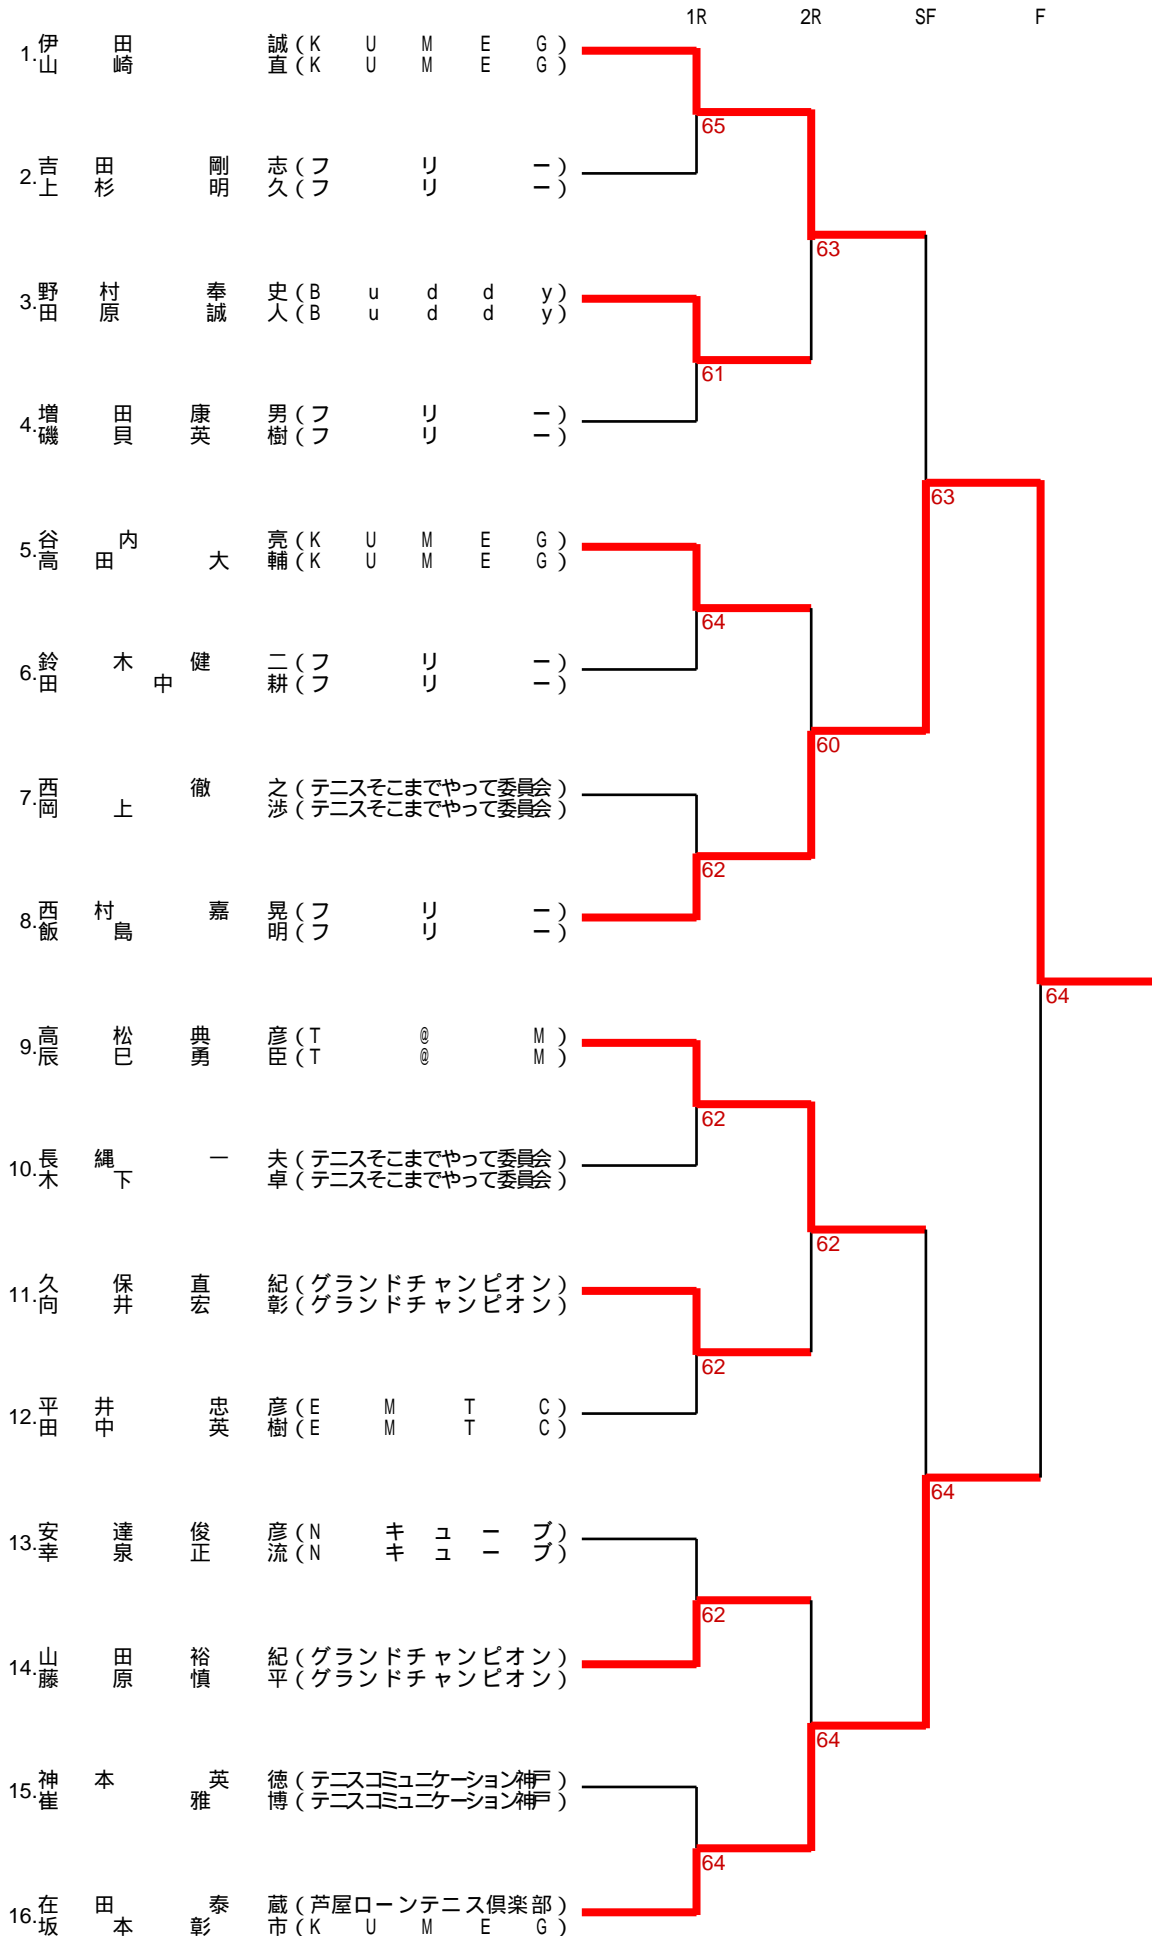 1R 2R SF F
1. 伊 田 誠 (K U M E G)
山 崎 直 (K U M E G)
65
2. 吉 田 剛 志 (フ リ ー)
上 杉 明 久 (フ リ ー)
63
3. 野 村 奉 史 (B u d d y)
田 原 誠 人 (B u d d y)
61
4. 増 田 康 男 (フ リ ー)
磯 貝 英 樹 (フ リ ー)
63
5. 谷 内 亮 (K U M E G)
高 田 大 輔 (K U M E G)
64
6. 鈴 木 健 二 (フ リ ー)
田 中 耕 (フ リ ー)
60
7. 西 徹 之 (テニスそこまでやって委員会)
岡 上 渉 (テニスそこまでやって委員会)
62
8. 西 村 嘉 晃 (フ リ ー)
飯 島 明 (フ リ ー)
64
9. 高 松 典 彦 (T @ M)
辰 巳 勇 臣 (T @ M)
62
10. 長 縄 一 夫 (テニスそこまでやって委員会)
木 下 卓 (テニスそこまでやって委員会)
62
11. 久 保 直 紀 (グランドチャンピオン)
向 井 宏 彰 (グランドチャンピオン)
62
12. 平 井 忠 彦 (E M T C)
田 中 英 樹 (E M T C)
64
13. 安 達 俊 彦 (N キ ュ ー ブ)
幸 泉 正 流 (N キ ュ ー ブ)
62
14. 山 田 裕 紀 (グランドチャンピオン)
藤 原 慎 平 (グランドチャンピオン)
64
15. 神 本 英 徳 (テニスコミュニケーション神戸)
崔 雅 博 (テニスコミュニケーション神戸)
64
16. 在 田 泰 蔵 (芦屋ローンテニス倶楽部)
坂 本 彰 市 (K U M E G)